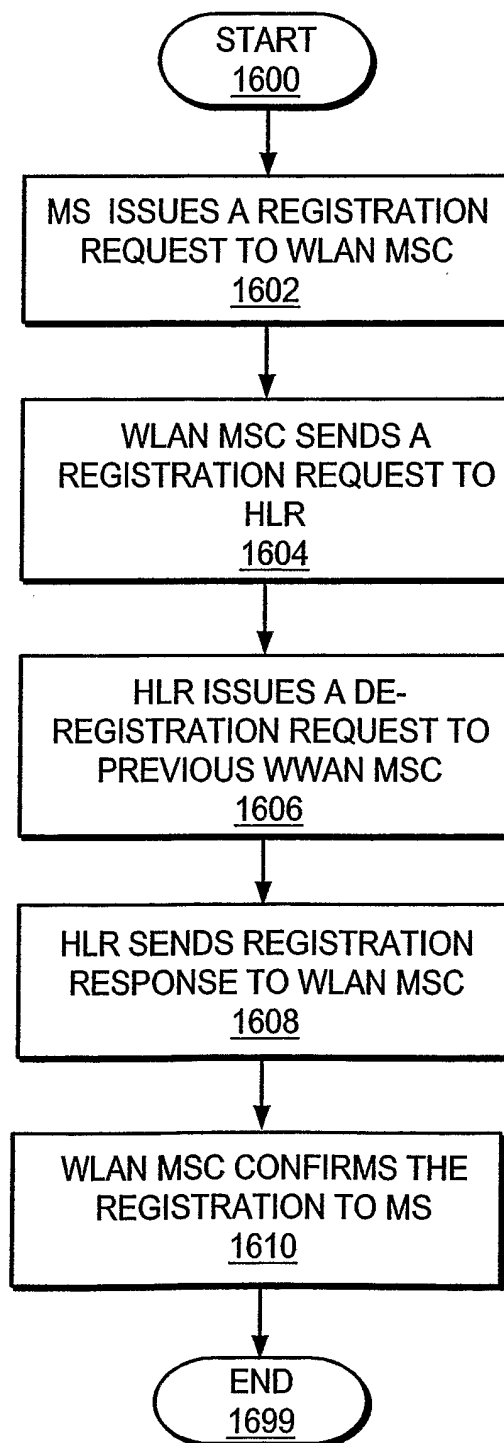 START
1600
MS ISSUES A REGISTRATION
REQUEST TO WLAN MSC
1602
WLAN MSC SENDS A
REGISTRATION REQUEST TO
HLR
1604
HLR ISSUES A DE-
REGISTRATION REQUEST TO
PREVIOUS WWAN MSC
1606
HLR SENDS REGISTRATION
RESPONSE TO WLAN MSC
1608
WLAN MSC CONFIRMS THE
REGISTRATION TO MS
1610
END
1699